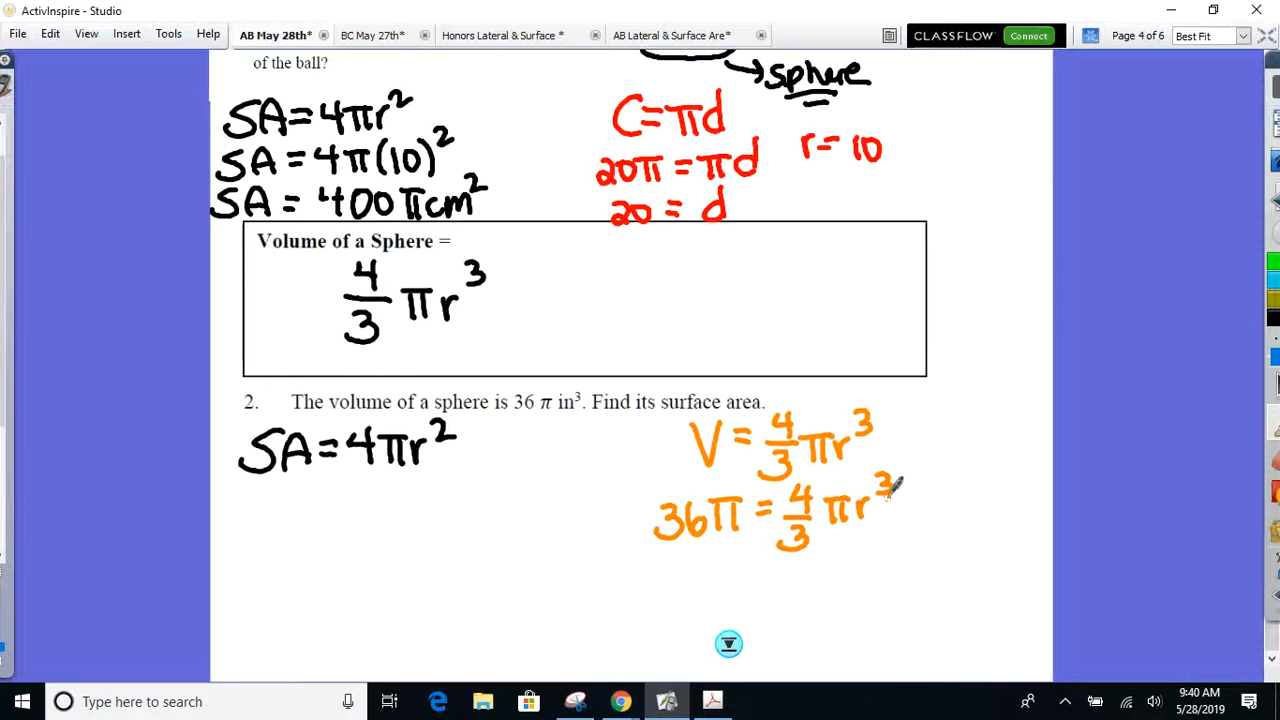 ActivInspire - Studio
File Edit View Insert Tools Help
AB May 28th* BC May 27th* Honors Lateral & Surface * AB Lateral & Surface Are*
CLASSFLOW Connect Page 4 of 6 Best Fit
of the ball?
sphere
SA=4πr²
SA=4π(10)²
SA=400πcm²
C=πd
20π=πd
20=d
r=10
Volume of a Sphere =
4/3 πr³
2. The volume of a sphere is 36 π in³. Find its surface area.
SA=4πr²
V=4/3πr³
36π=4/3πr³
Type here to search
9:40 AM
5/28/2019